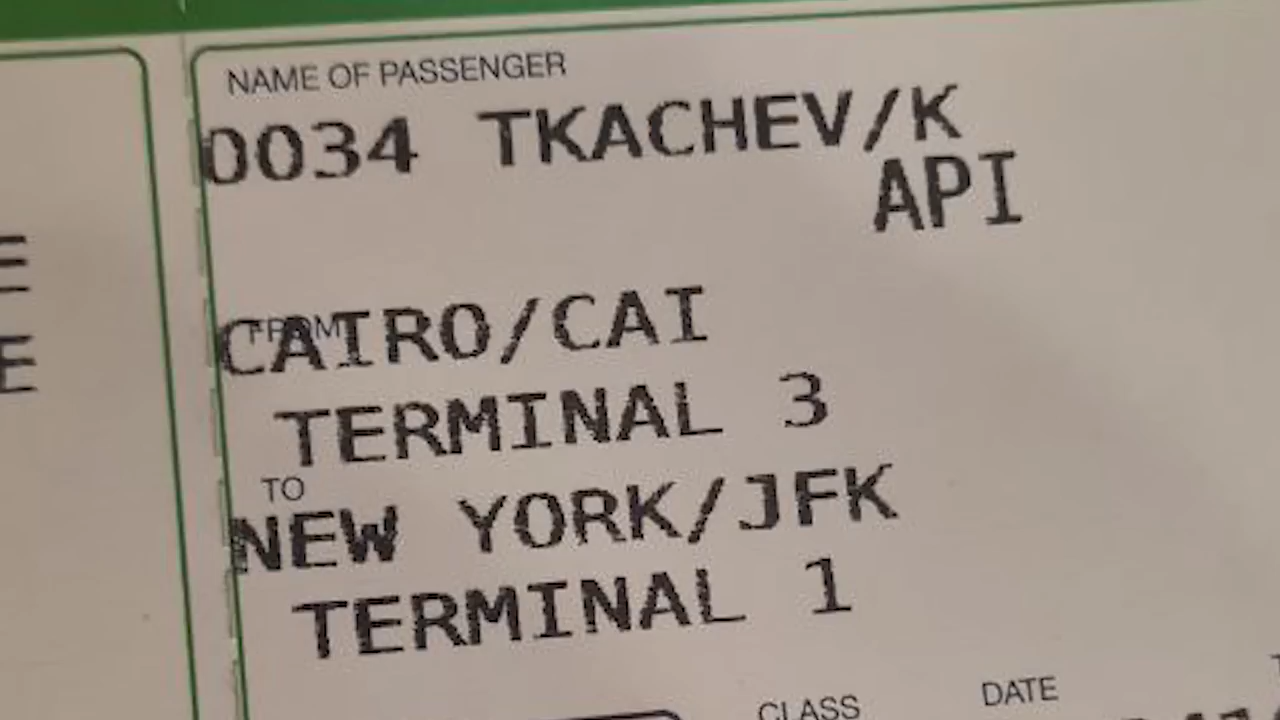 NAME OF PASSENGER
0034 TKACHEV/K
API
FROM
CAIRO/CAI
TERMINAL 3
TO
NEW YORK/JFK
TERMINAL 1
CLASS
DATE